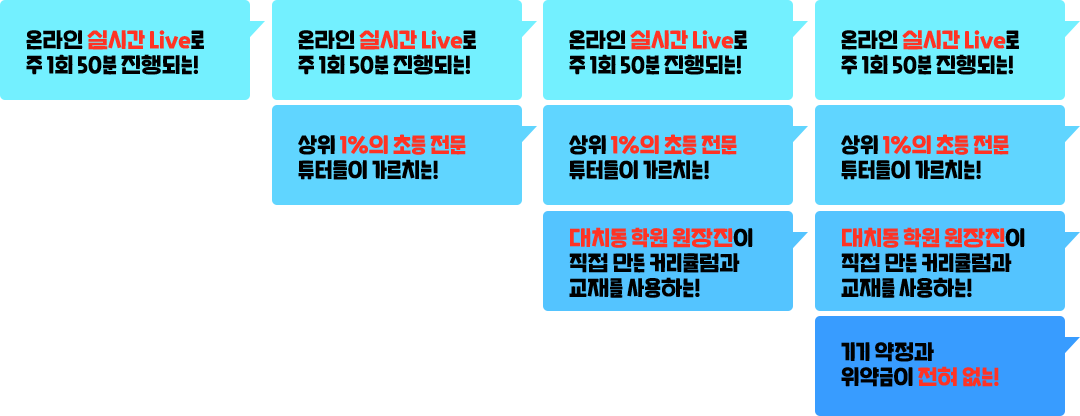 온라인 실시간 Live로
주 1회 50분 진행되는!
온라인 실시간 Live로
주 1회 50분 진행되는!
상위 1%의 초등 전문
튜터들이 가르치는!
온라인 실시간 Live로
주 1회 50분 진행되는!
상위 1%의 초등 전문
튜터들이 가르치는!
대치동 학원 원장진이
직접 만든 커리큘럼과
교재를 사용하는!
온라인 실시간 Live로
주 1회 50분 진행되는!
상위 1%의 초등 전문
튜터들이 가르치는!
대치동 학원 원장진이
직접 만든 커리큘럼과
교재를 사용하는!
기기 약정과
위약금이 전혀 없는!